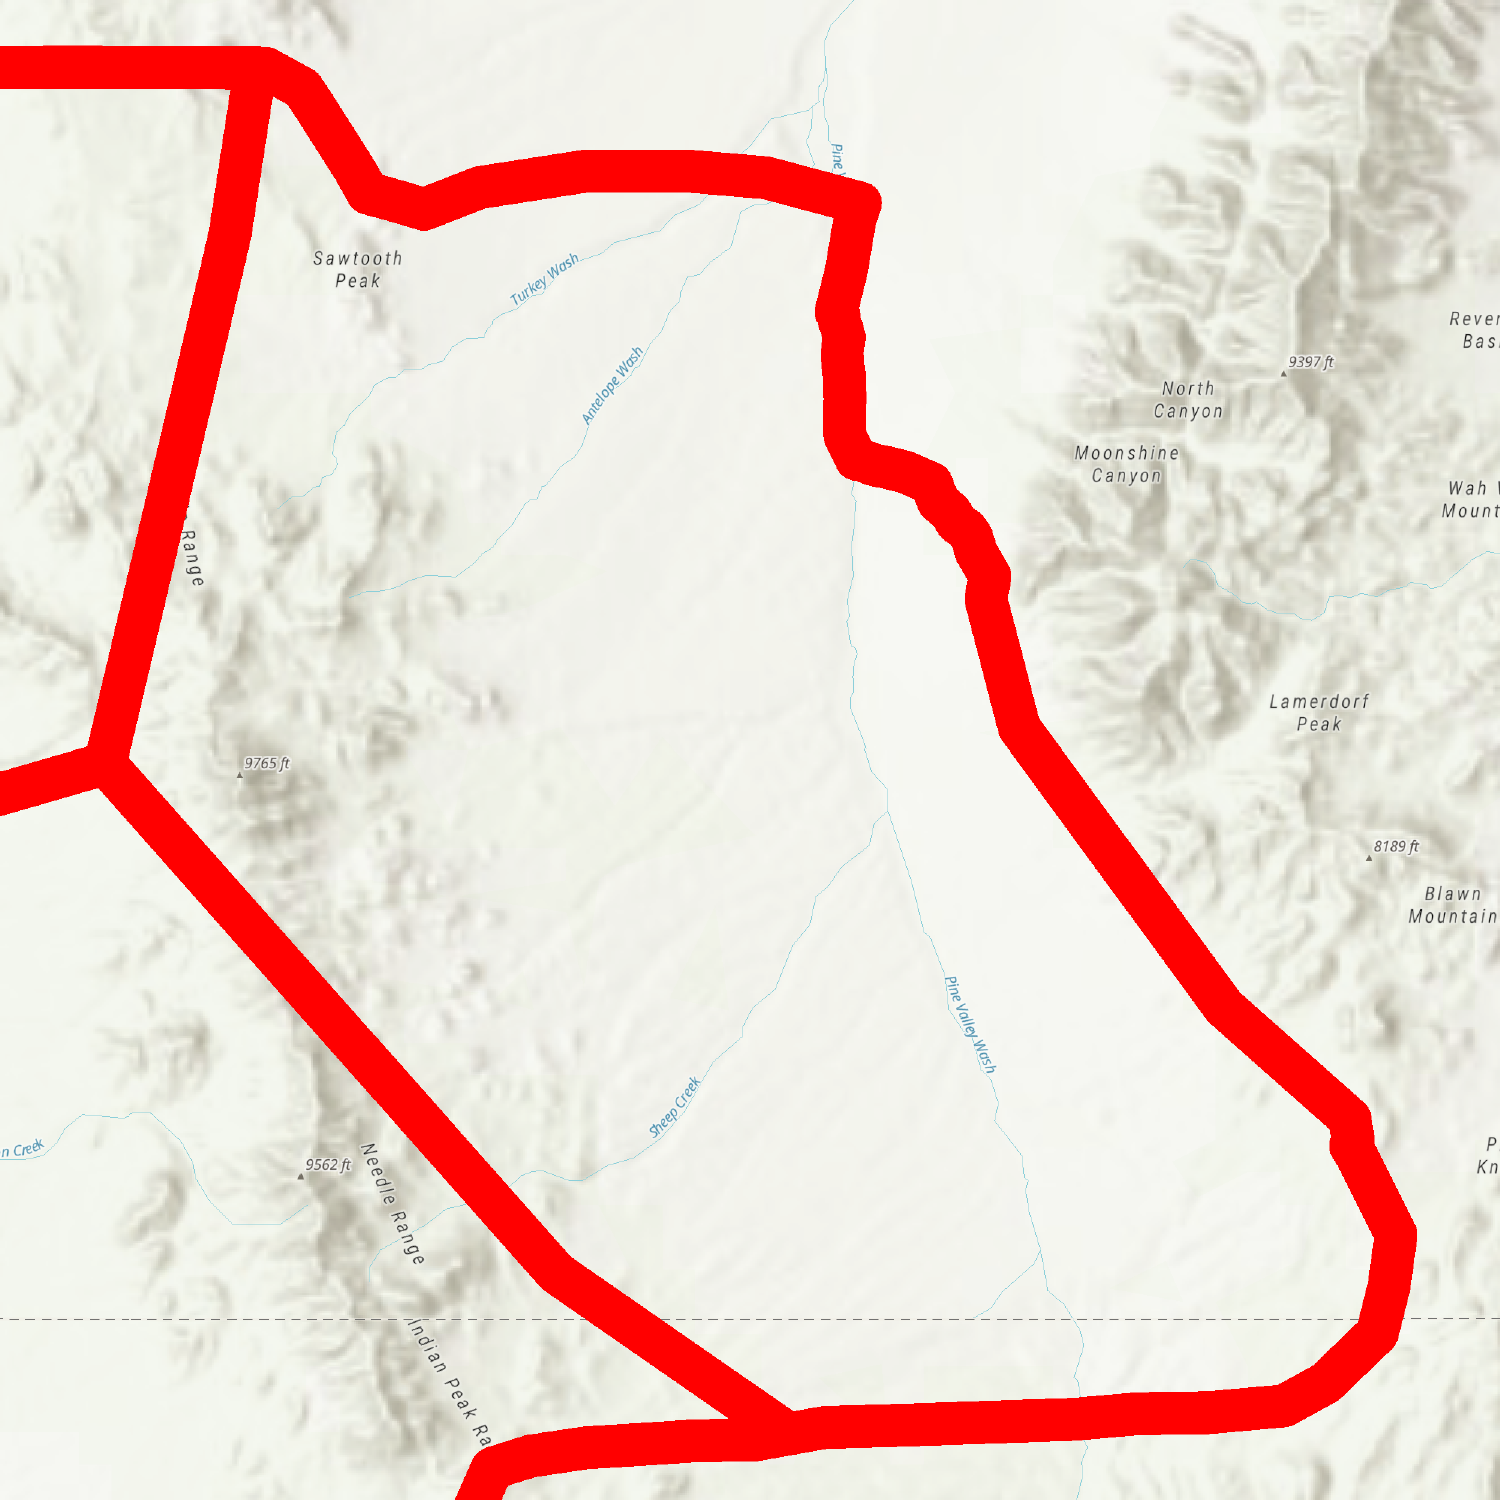 Pine
Sawtooth
Peak
Turkey Wash
Antelope Wash
Rever
Basi
9397 ft
North
Canyon
Moonshine
Canyon
Wah
Mount
Range
Lamerdorf
Peak
9765 ft
8189 ft
Blawn
Mountain
Pine Valley Wash
Sheep Creek
n Creek
9562 ft
Needle Range
P
Kn
Indian Peak Ra